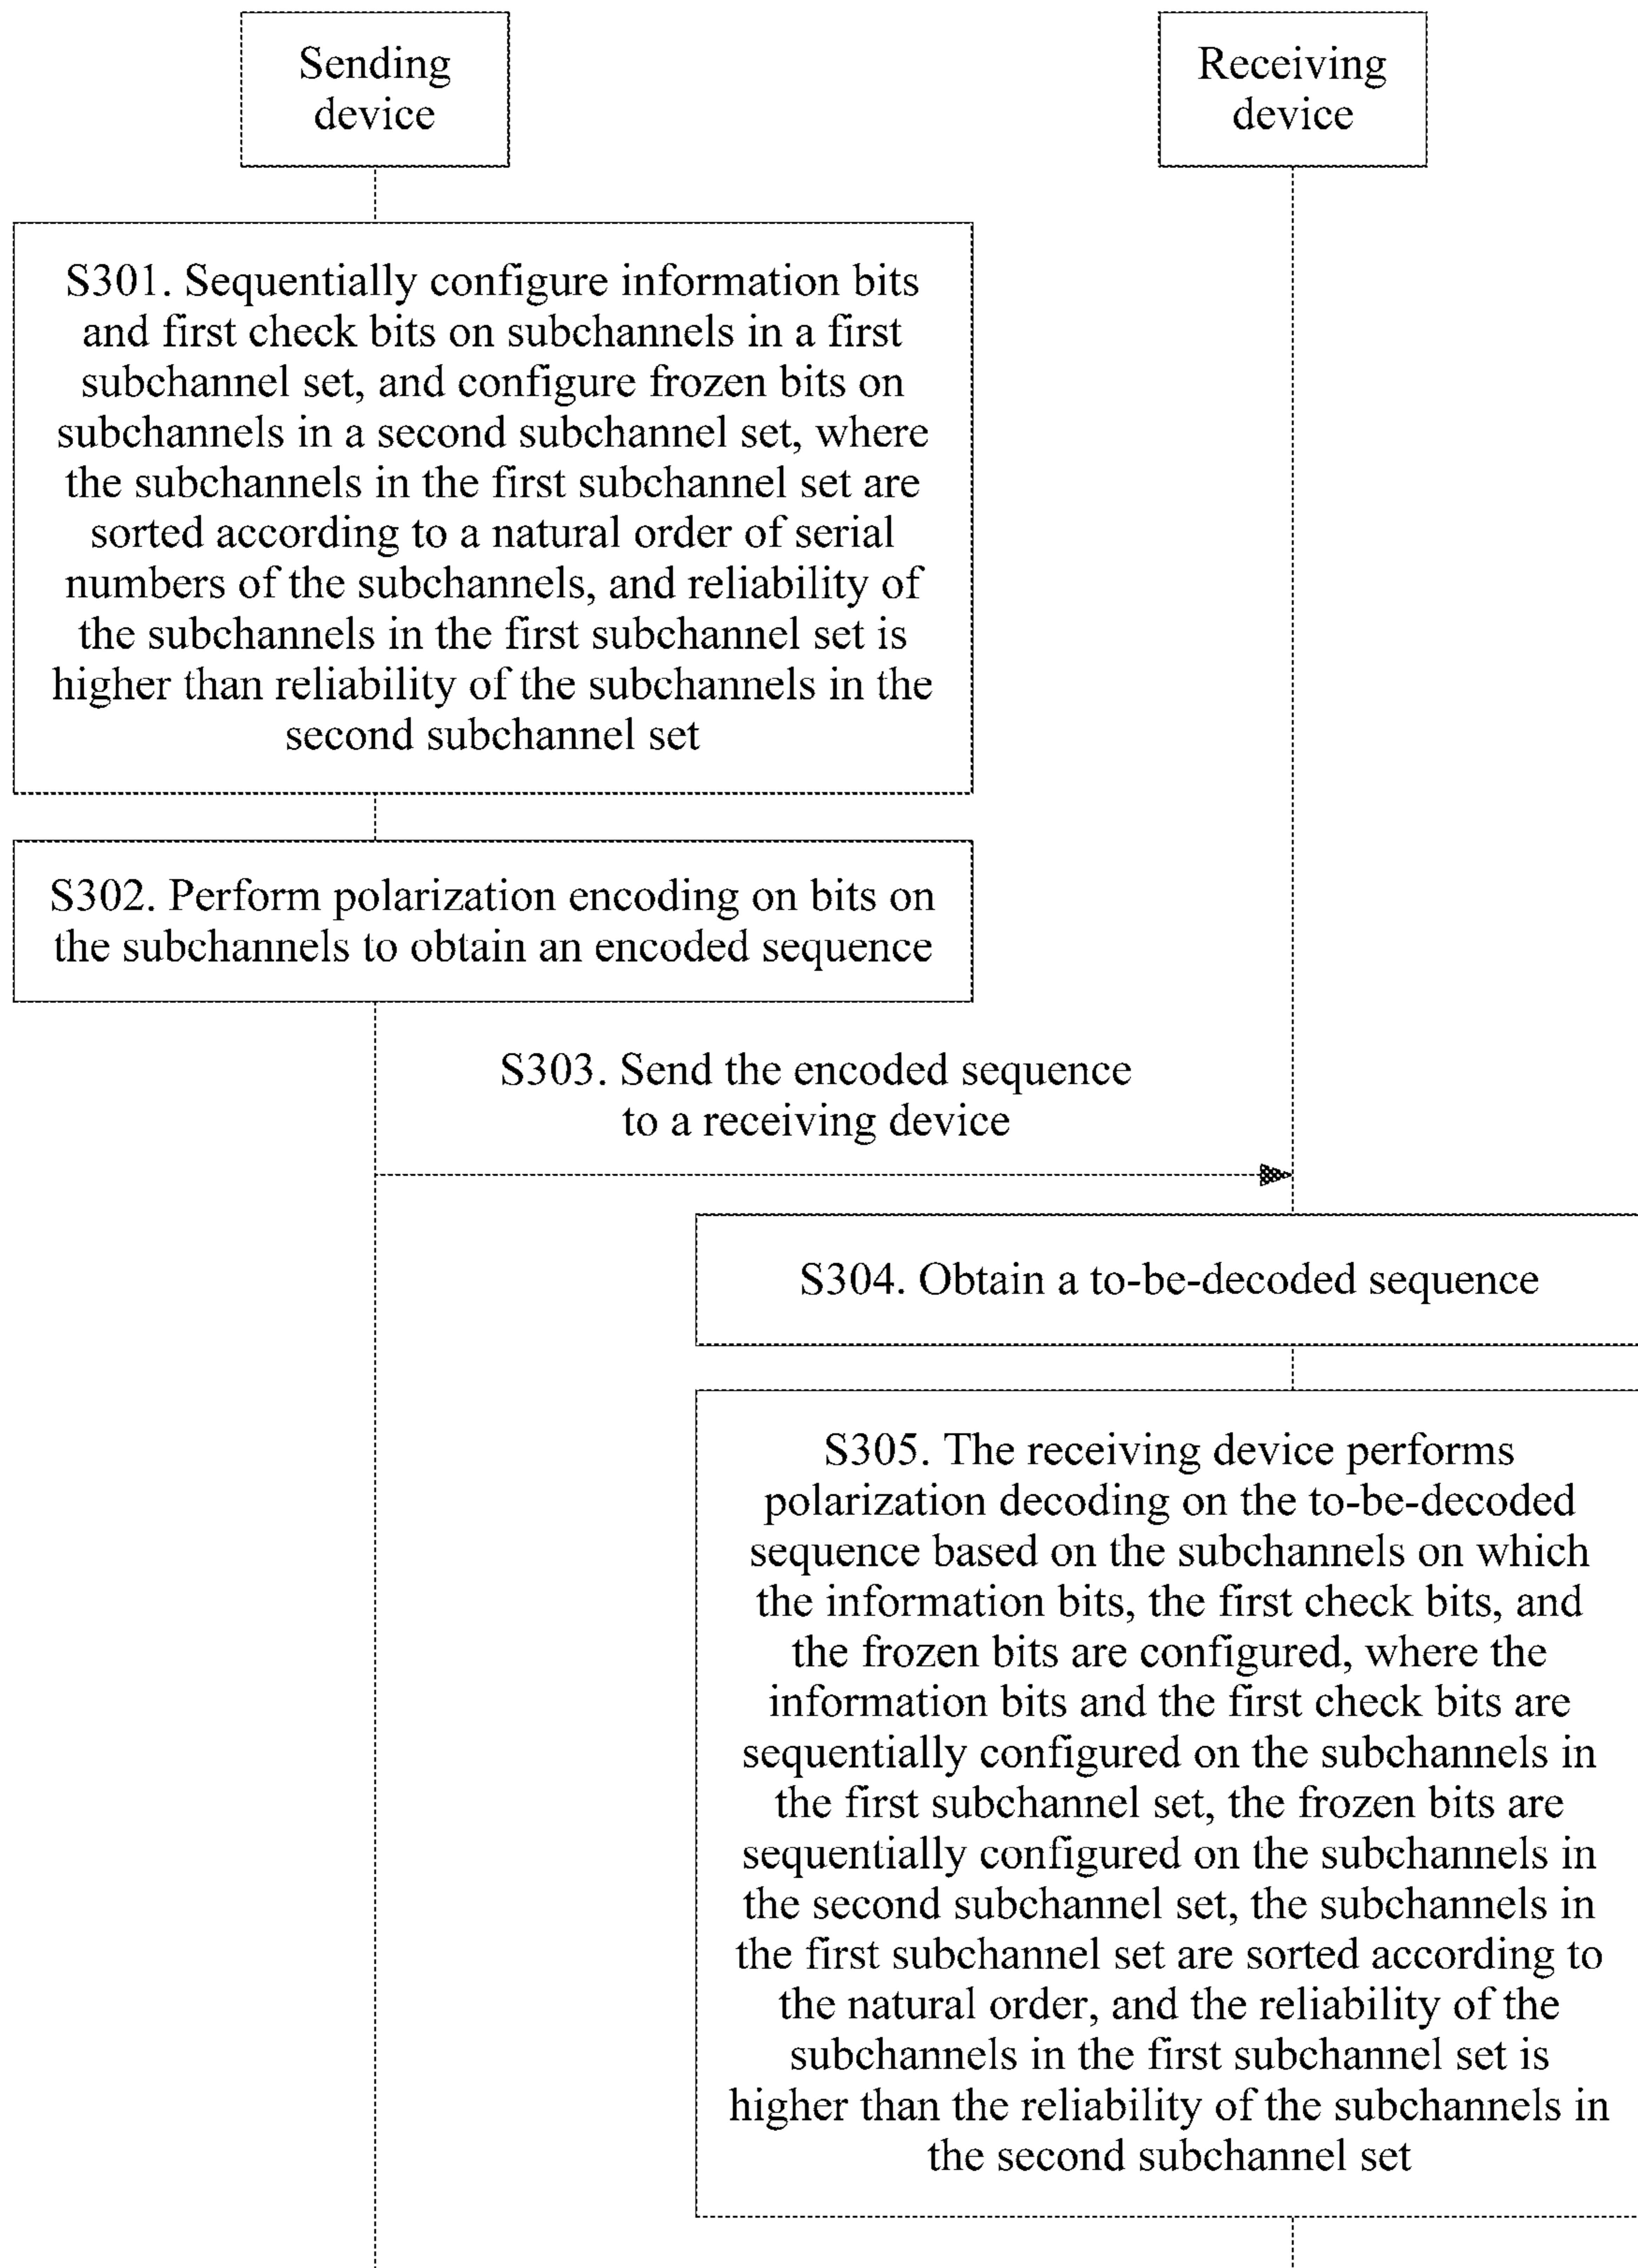 Sending
device
Receiving
device
S301. Sequentially configure information bits
and first check bits on subchannels in a first
subchannel set, and configure frozen bits on
subchannels in a second subchannel set, where
the subchannels in the first subchannel set are
sorted according to a natural order of serial
numbers of the subchannels, and reliability of
the subchannels in the first subchannel set is
higher than reliability of the subchannels in the
second subchannel set
S302. Perform polarization encoding on bits on
the subchannels to obtain an encoded sequence
S303. Send the encoded sequence
to a receiving device
S304. Obtain a to-be-decoded sequence
S305. The receiving device performs
polarization decoding on the to-be-decoded
sequence based on the subchannels on which
the information bits, the first check bits, and
the frozen bits are configured, where the
information bits and the first check bits are
sequentially configured on the subchannels in
the first subchannel set, the frozen bits are
sequentially configured on the subchannels in
the second subchannel set, the subchannels in
the first subchannel set are sorted according to
the natural order, and the reliability of the
subchannels in the first subchannel set is
higher than the reliability of the subchannels in
the second subchannel set